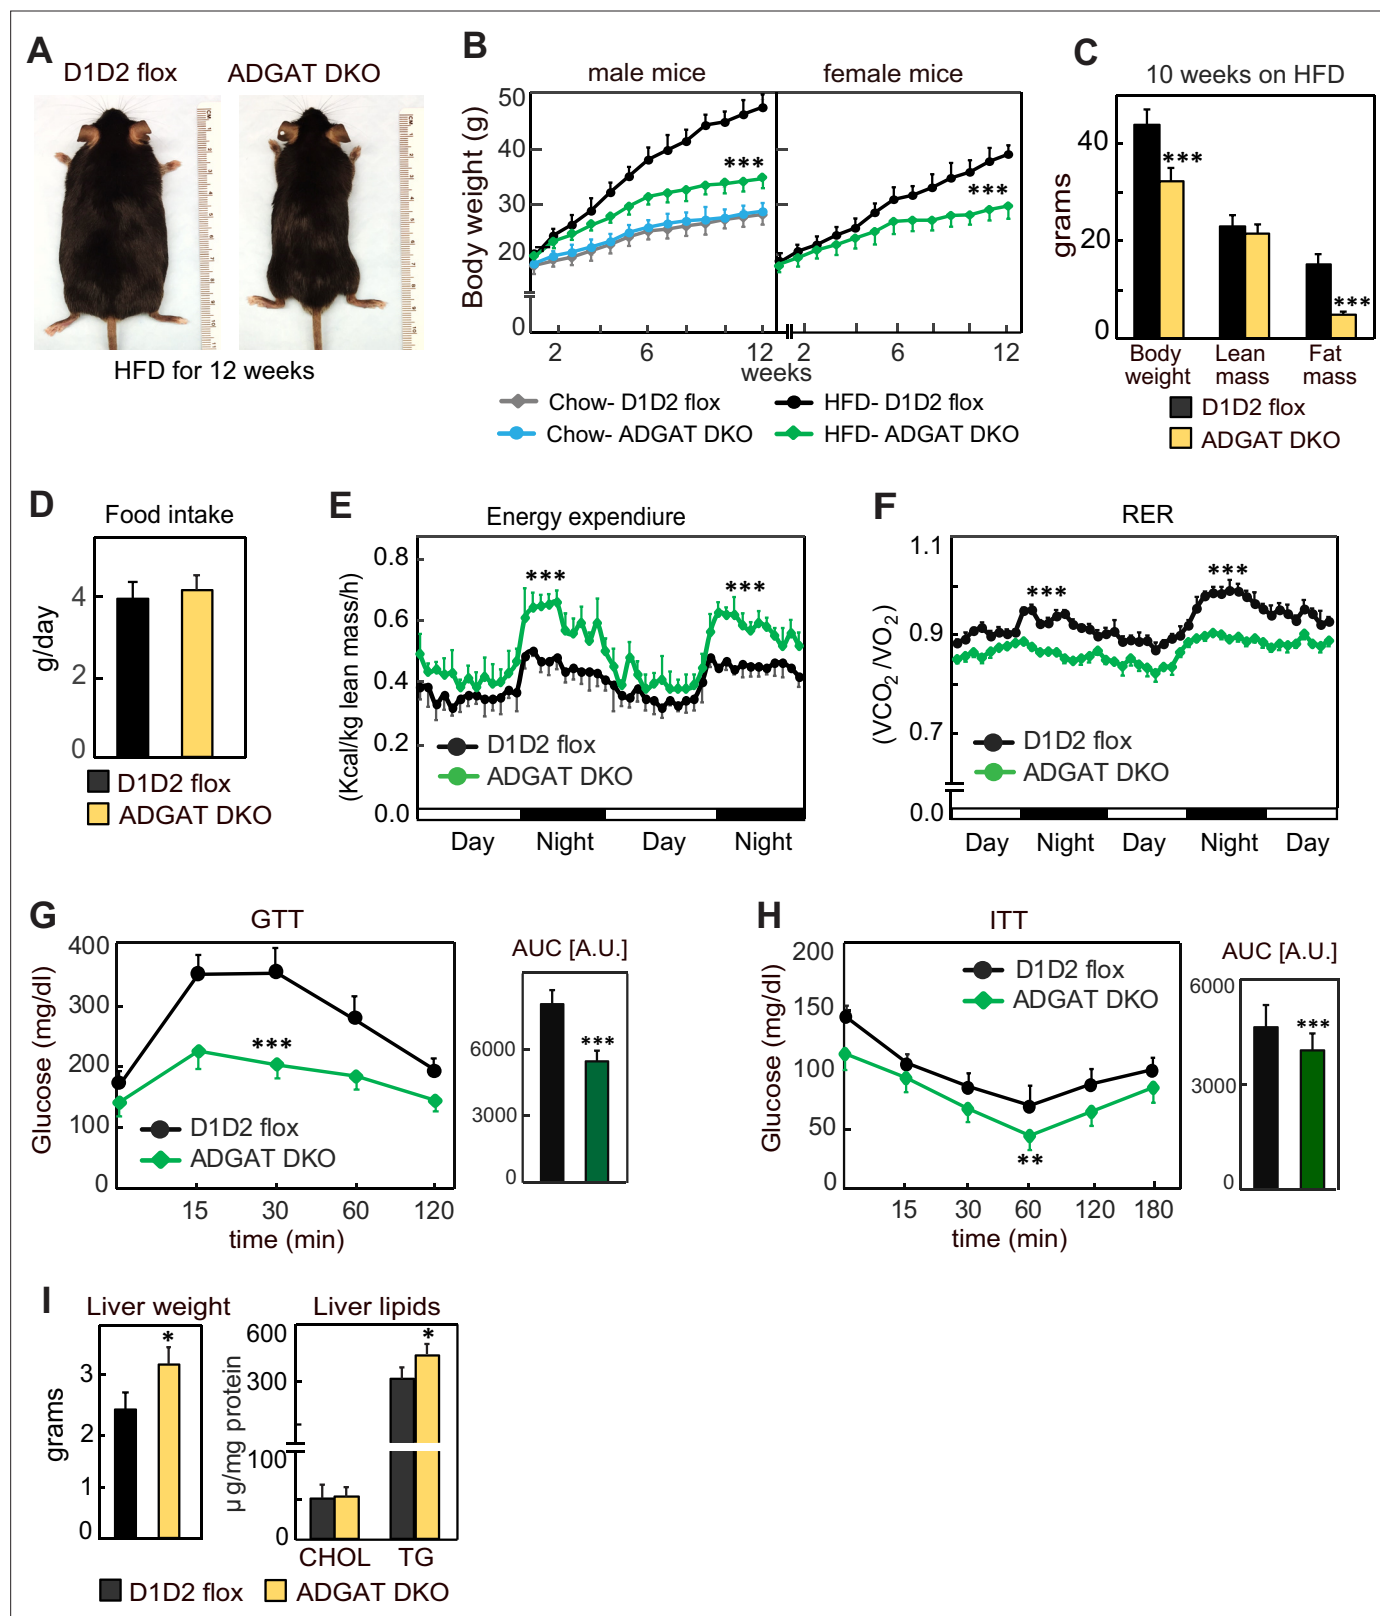 A
D1D2 flox
ADGAT DKO
HFD for 12 weeks
B
male mice
female mice
Body weight (g)
50
40
30
20
0
2
6
12
2
6
12
weeks
Chow- D1D2 flox
HFD- D1D2 flox
Chow- ADGAT DKO
HFD- ADGAT DKO
***
***
C
10 weeks on HFD
grams
40
20
0
***
***
Body weight
Lean mass
Fat mass
D1D2 flox
ADGAT DKO
D
Food intake
g/day
4
2
0
D1D2 flox
ADGAT DKO
E
Energy expendiure
(Kcal/kg lean mass/h)
0.8
0.6
0.4
0.2
0.0
***
***
D1D2 flox
ADGAT DKO
Day
Night
Day
Night
F
RER
(VCO2 /VO2)
1.1
0.9
0.7
0.0
***
***
D1D2 flox
ADGAT DKO
Day
Night
Day
Night
Day
G
GTT
Glucose (mg/dl)
400
300
200
100
0
***
D1D2 flox
ADGAT DKO
15
30
60
120
time (min)
AUC [A.U.]
6000
3000
0
***
H
ITT
Glucose (mg/dl)
200
150
100
50
0
D1D2 flox
ADGAT DKO
**
15
30
60
120
180
time (min)
AUC [A.U.]
6000
3000
0
***
I
Liver weight
grams
3
2
1
0
*
Liver lipids
µg/mg protein
600
300
100
0
*
CHOL
TG
D1D2 flox
ADGAT DKO